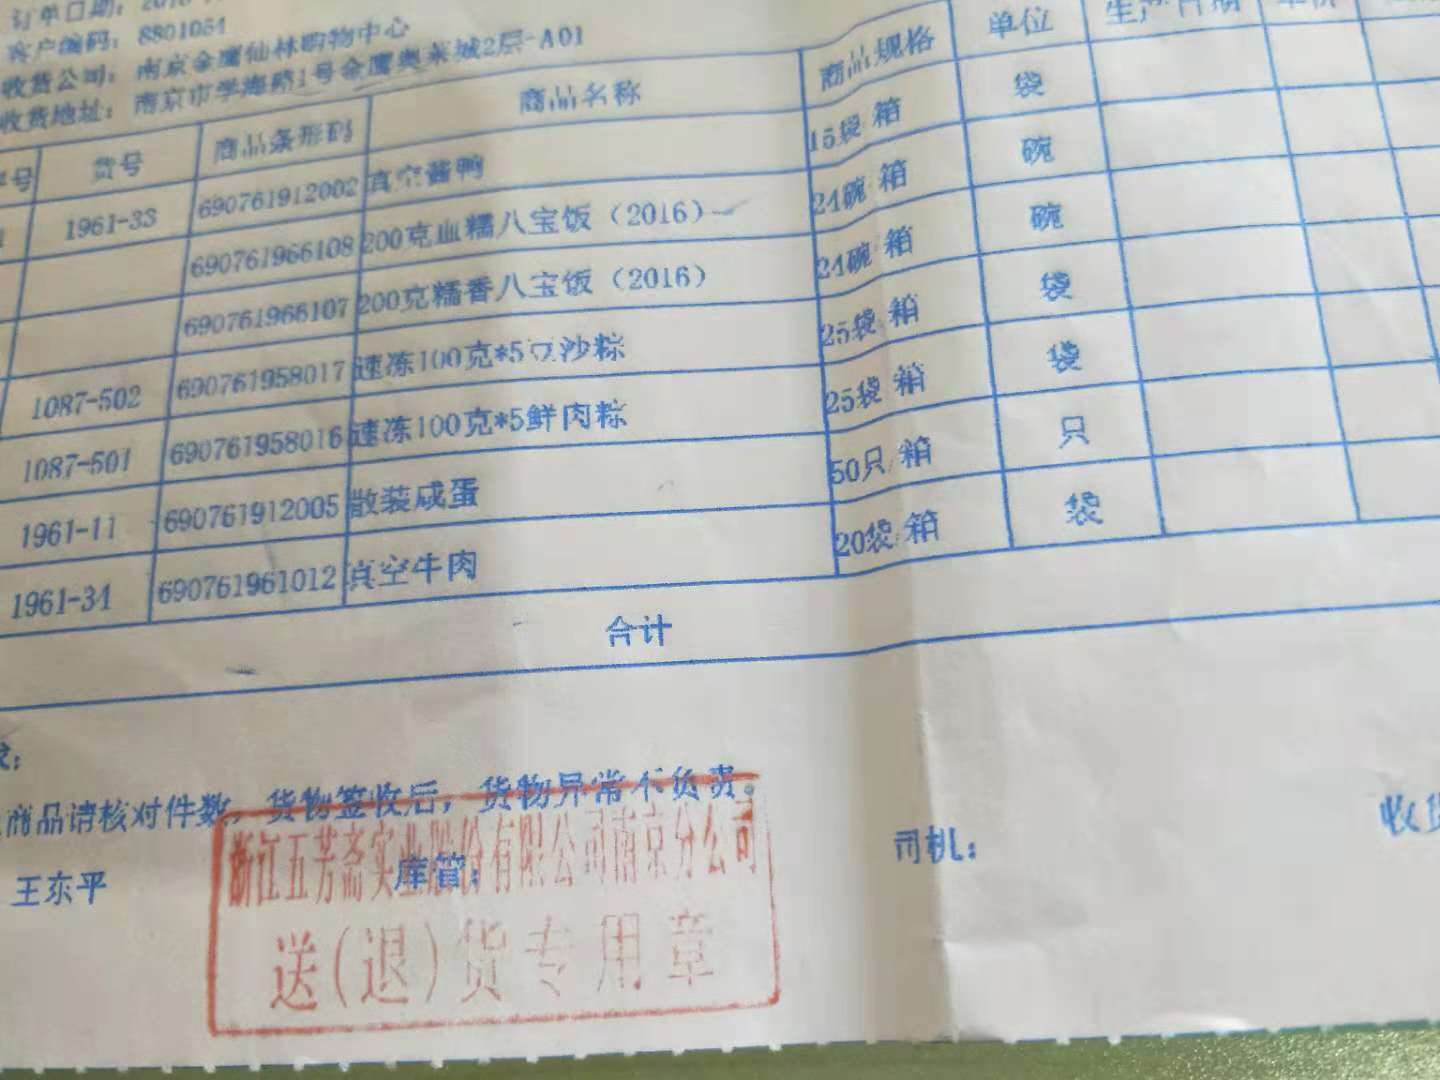 订单日期：
客户编码：8801051
收货公司：南京金鹰仙林购物中心
收货地址：南京市学海路1号金鹰奥莱城2层-A01
号 货号 商品条形码 商品名称 商品规格 单位 生产日期
1961-33 690761912002 真空酱鸭 15袋/箱 袋
690761966108 200克血糯八宝饭（2016） 24碗/箱 碗
690761966107 200克糯香八宝饭（2016） 24碗/箱 碗
1087-502 690761958017 速冻100克*5豆沙粽 25袋/箱 袋
1087-501 690761958016 速冻100克*5鲜肉粽 25袋/箱 袋
1961-11 690761912005 散装咸蛋 50只/箱 只
1961-34 690761961012 真空牛肉 20袋/箱 袋
合计
商品请核对件数，货物签收后，货物异常不负责。
王东平 库管： 司机： 收货
浙江五芳斋实业股份有限公司南京分公司
送(退)货专用章